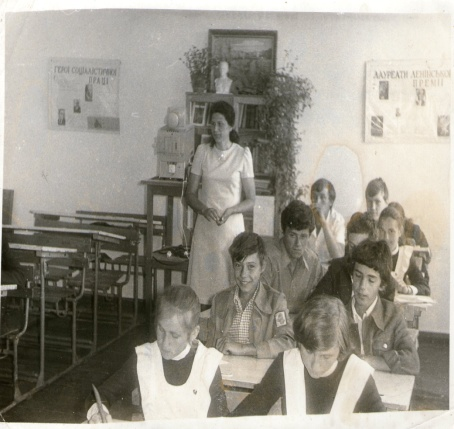 ГЕРОЇ СОЦІАЛІСТИЧНОЇ
ПРАЦІ
ЛАУРЕАТИ ЛЕНІНСЬКОЇ
ПРЕМІЇ